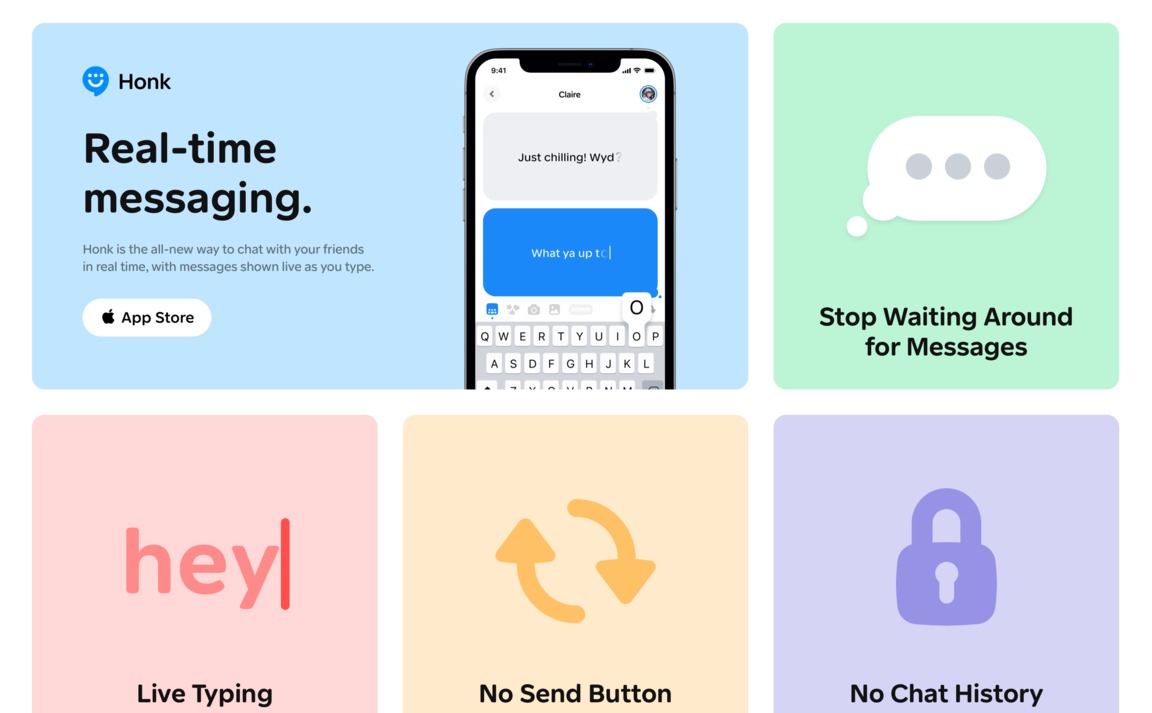 Honk
Real-time
messaging.
Honk is the all-new way to chat with your friends
in real time, with messages shown live as you type.
App Store
9:41
Claire
Just chilling! Wyd?
What ya up to
O
Q W E R T Y U I O P
A S D F G H J K L
Z X C V B N M
Stop Waiting Around
for Messages
hey
Live Typing
No Send Button
No Chat History